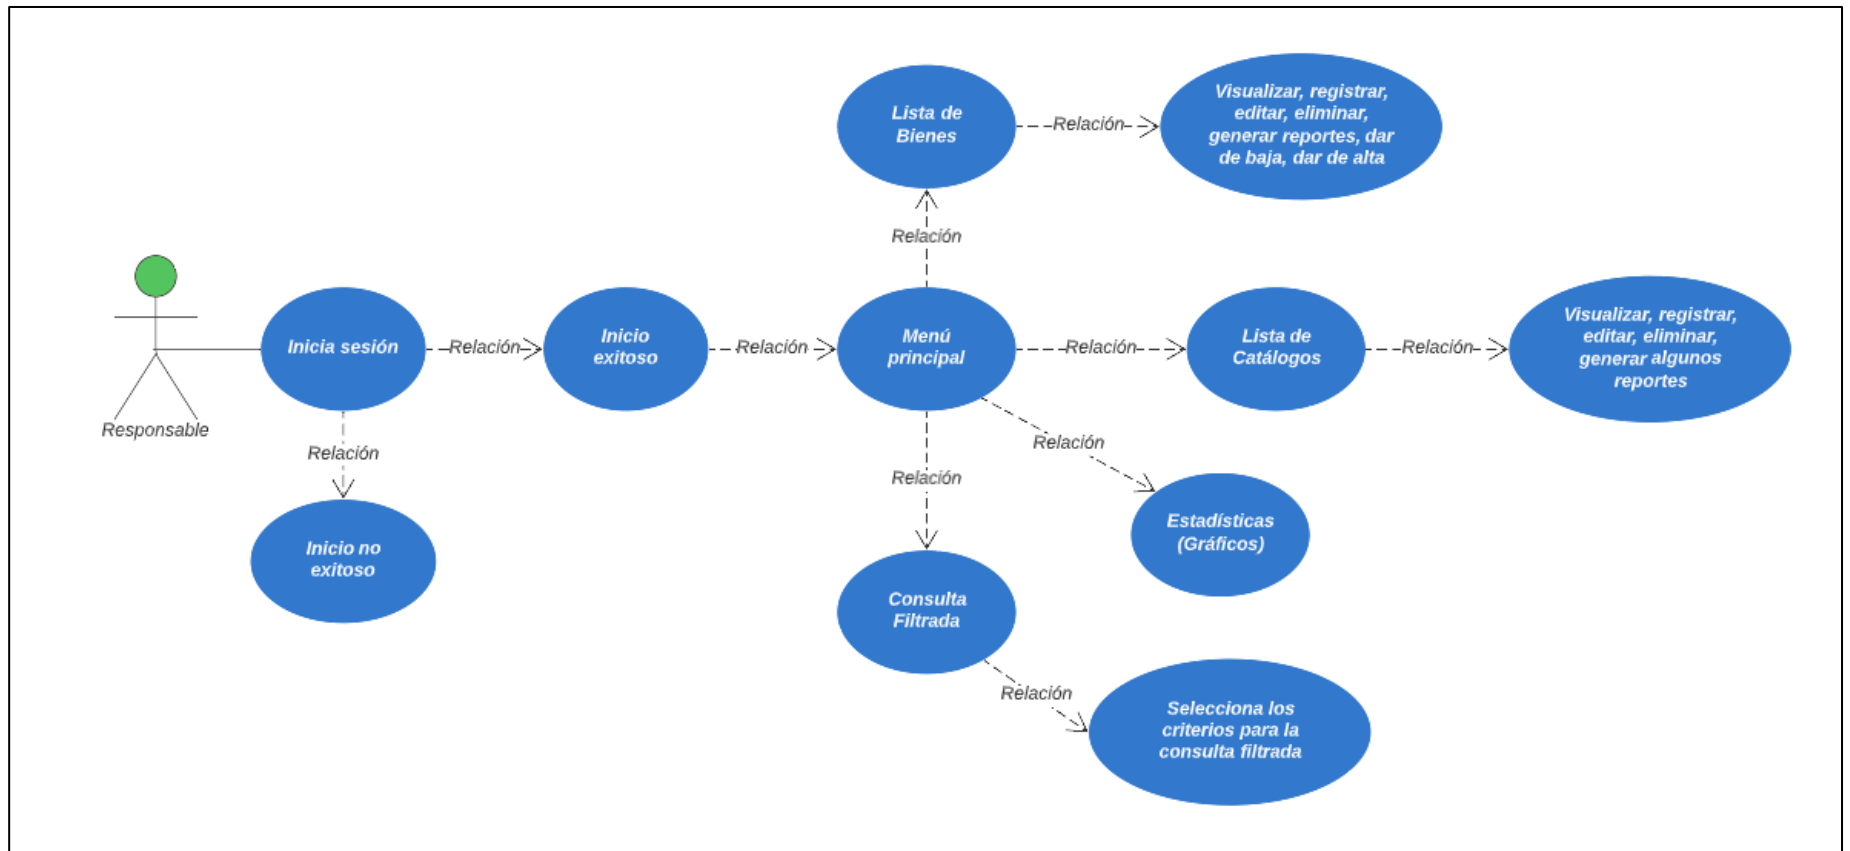 Lista de
Bienes
Relación
Visualizar, registrar,
editar, eliminar,
generar reportes, dar
de baja, dar de alta
Relación
Responsable
Inicia sesión
Relación
Inicio
exitoso
Relación
Menú
principal
Relación
Lista de
Catálogos
Relación
Visualizar, registrar,
editar, eliminar,
generar algunos
reportes
Relación
Inicio no
exitoso
Relación
Relación
Estadísticas
(Gráficos)
Consulta
Filtrada
Relación
Selecciona los
criterios para la
consulta filtrada